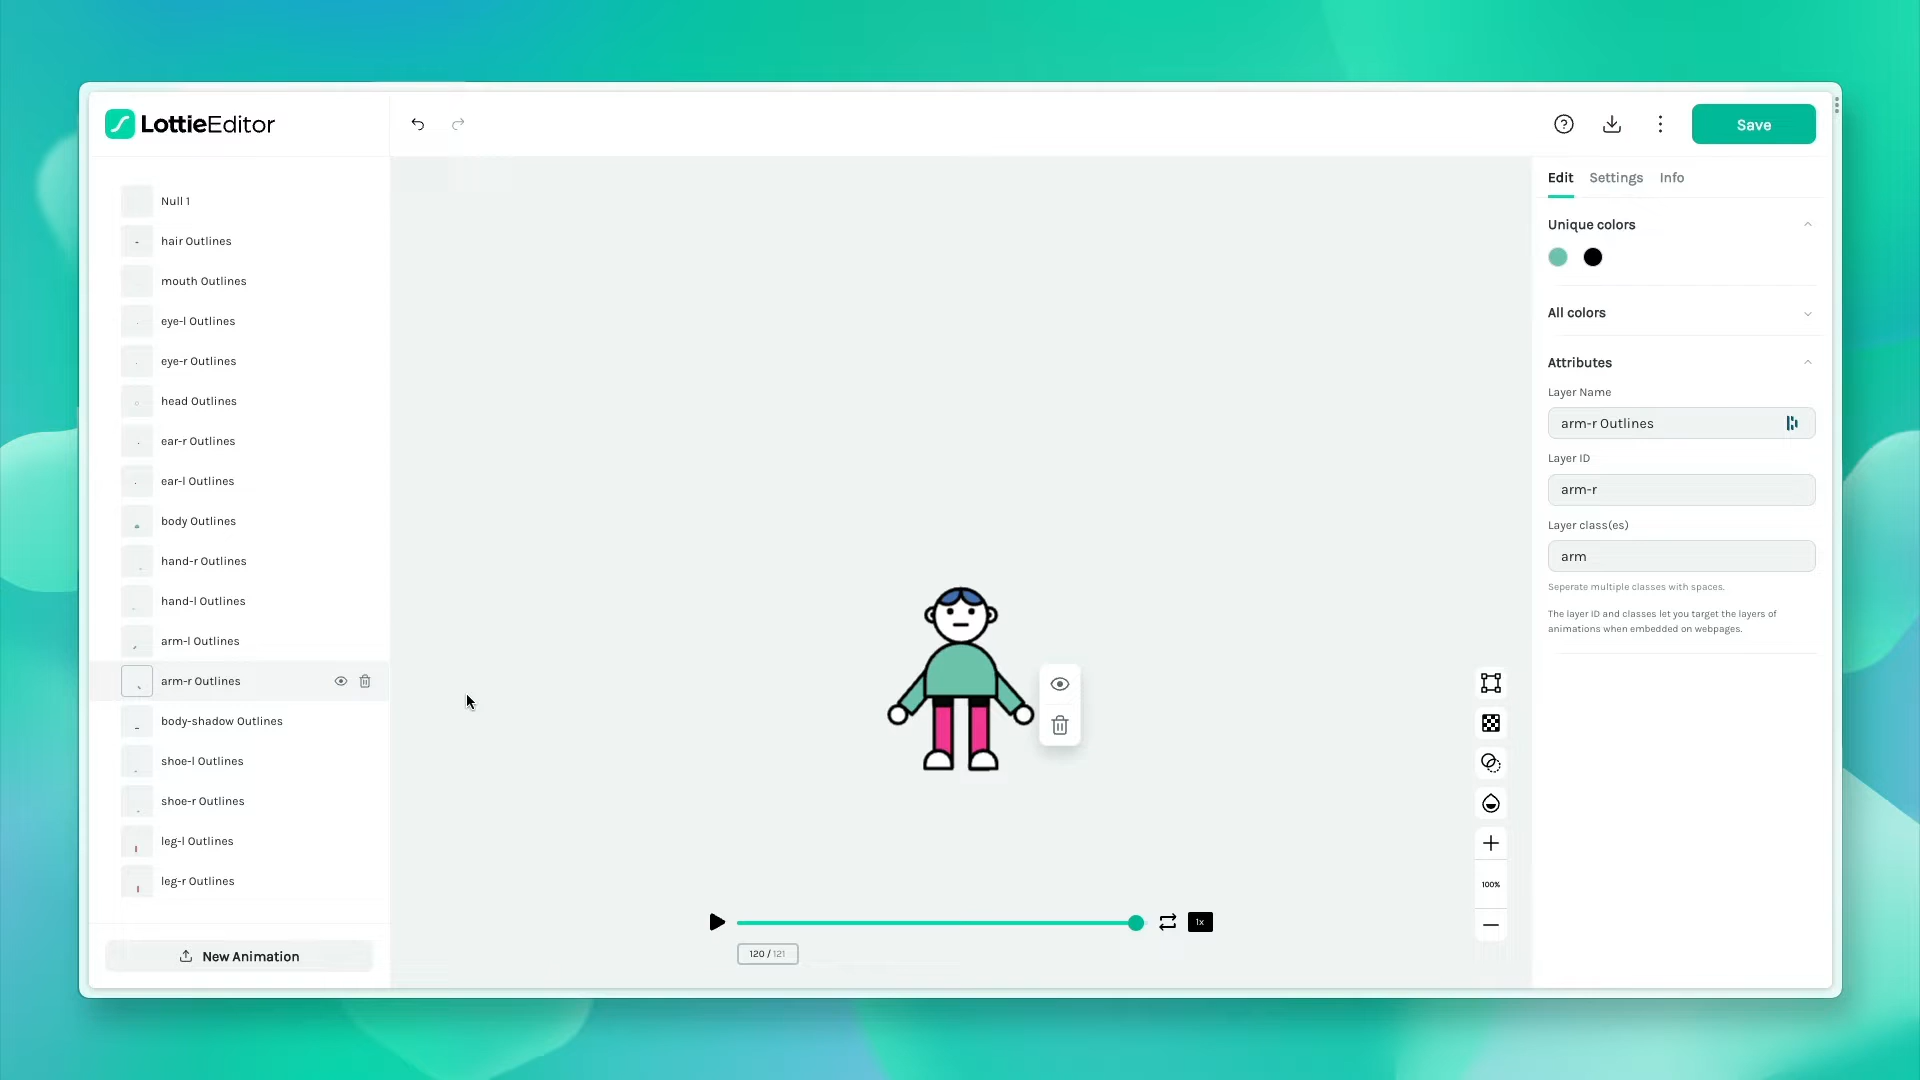 LottieEditor
Save
Null 1
hair Outlines
mouth Outlines
eye-l Outlines
eye-r Outlines
head Outlines
ear-r Outlines
ear-l Outlines
body Outlines
hand-r Outlines
hand-l Outlines
arm-l Outlines
arm-r Outlines
body-shadow Outlines
shoe-l Outlines
shoe-r Outlines
leg-l Outlines
leg-r Outlines
New Animation
1x
120 / 121
100%
Edit Settings Info
Unique colors
All colors
Attributes
Layer Name
arm-r Outlines
Layer ID
arm-r
Layer class(es)
arm
Seperate multiple classes with spaces.
The layer ID and classes let you target the layers of
animations when embedded on webpages.